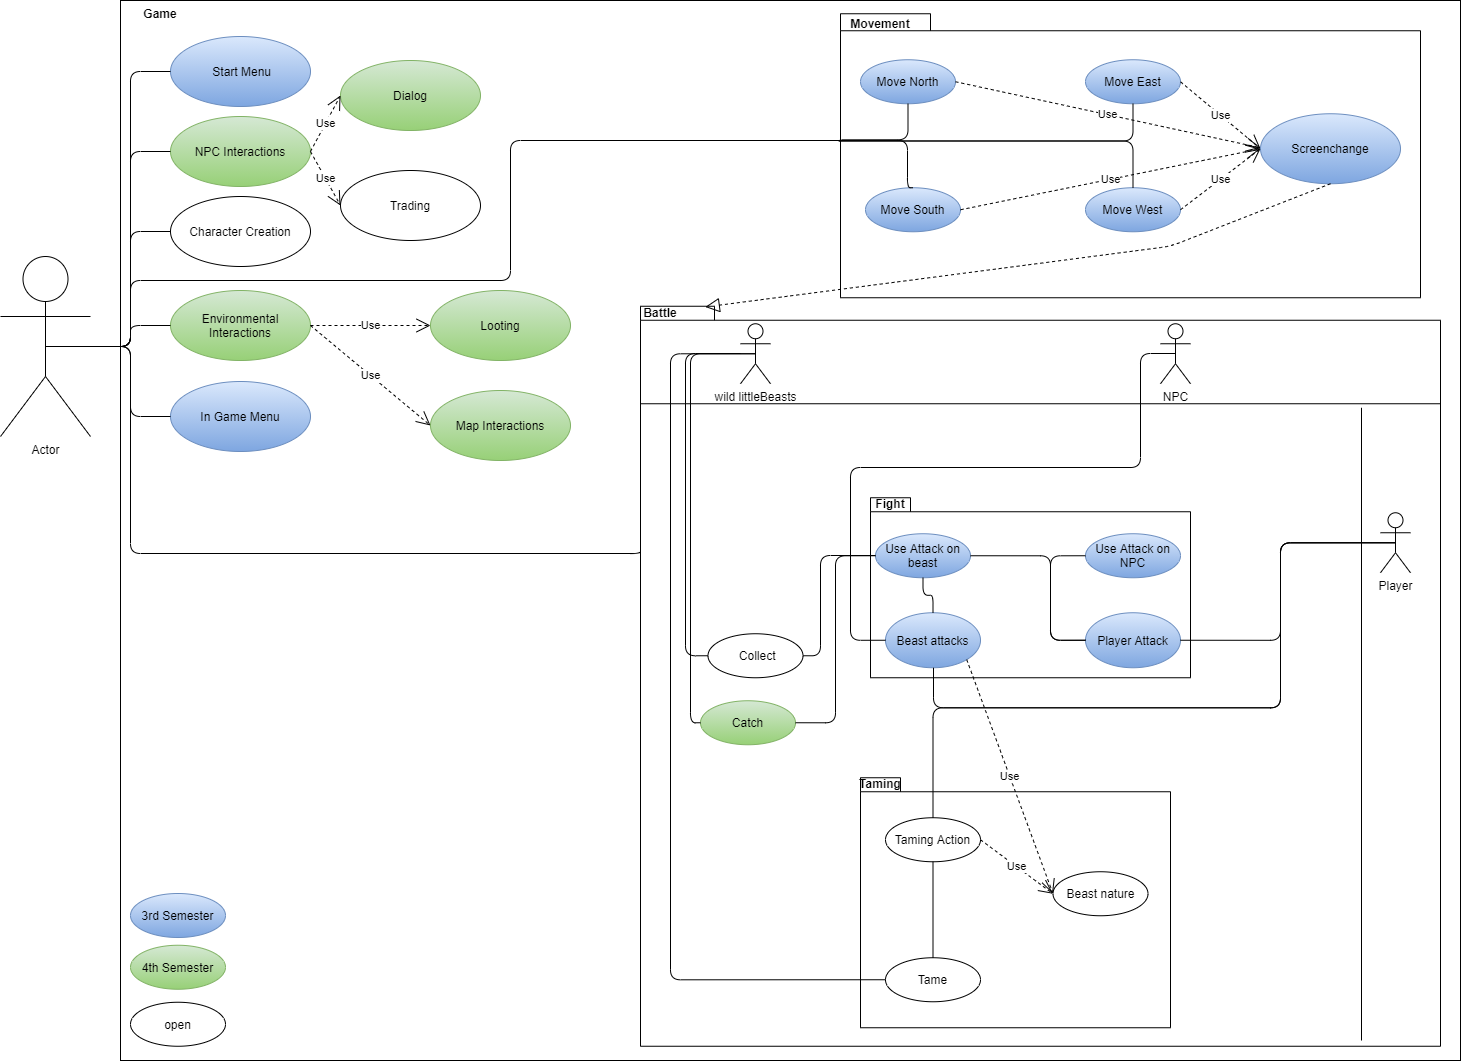 Game
Movement
Start Menu
Dialog
Use
NPC Interactions
Use
Trading
Character Creation
Move North
Move East
Use
Use
Screenchange
Use
Use
Move South
Move West
Actor
Environmental
Interactions
Use
Looting
Use
In Game Menu
Map Interactions
Battle
wild littleBeasts
NPC
Fight
Use Attack on
beast
Use Attack on
NPC
Player
Beast attacks
Player Attack
Collect
Catch
Use
Taming
Taming Action
Use
Beast nature
Tame
3rd Semester
4th Semester
open